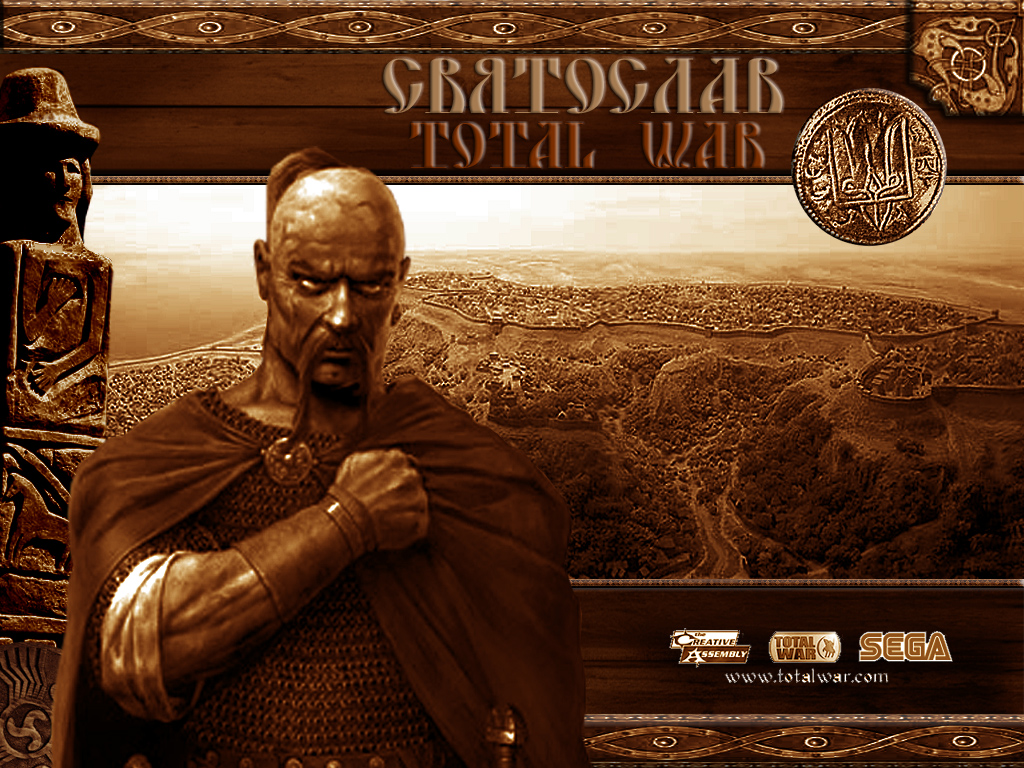 СВЯТОСЛАВ
TOTAL WAR
the
CREATIVE
ASSEMBLY
TOTAL
WAR
SEGA
www.totalwar.com